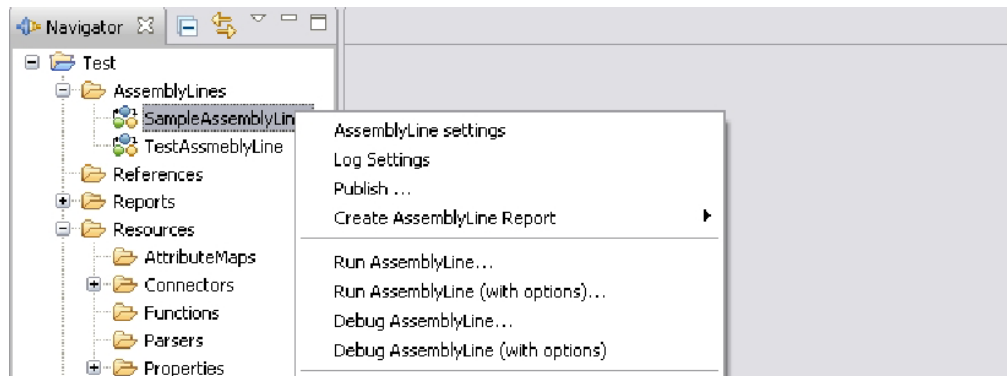 Navigator
Test
AssemblyLines
SampleAssemblyLin
TestAssmeblyLine
References
Reports
Resources
AttributeMaps
Connectors
Functions
Parsers
Properties
AssemblyLine settings
Log Settings
Publish ...
Create AssemblyLine Report
Run AssemblyLine...
Run AssemblyLine (with options)...
Debug AssemblyLine...
Debug AssemblyLine (with options)